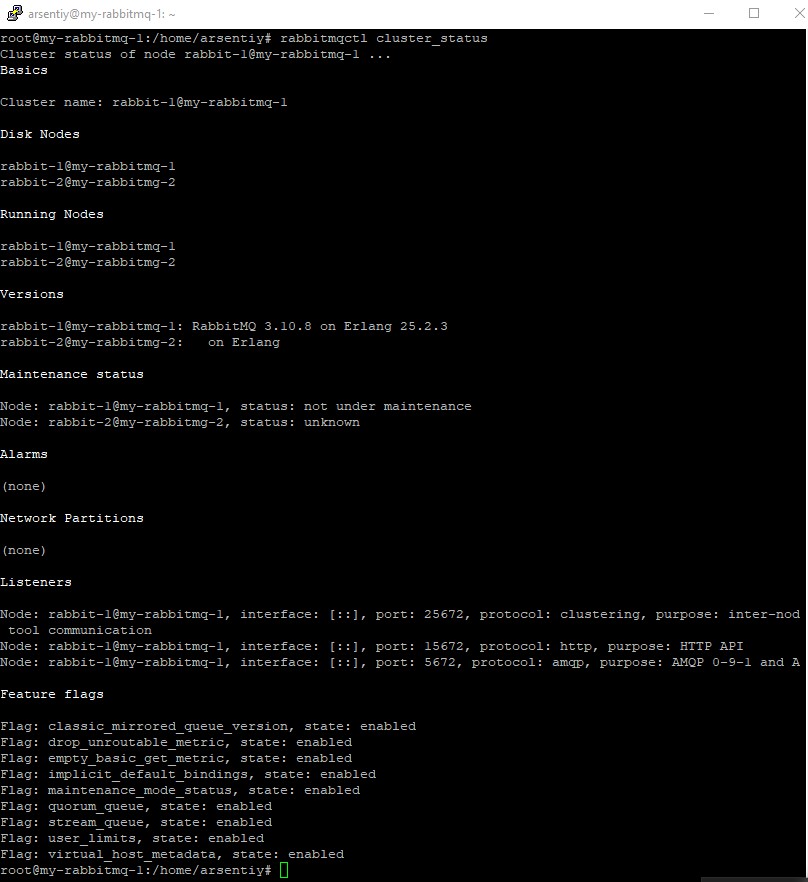 arsentiy@my-rabbitmq-1: ~
root@my-rabbitmq-1:/home/arsentiy# rabbitmqctl cluster_status
Cluster status of node rabbit-1@my-rabbitmq-1 ...
Basics
Cluster name: rabbit-1@my-rabbitmq-1
Disk Nodes
rabbit-1@my-rabbitmq-1
rabbit-2@my-rabbitmg-2
Running Nodes
rabbit-1@my-rabbitmq-1
rabbit-2@my-rabbitmg-2
Versions
rabbit-1@my-rabbitmq-1: RabbitMQ 3.10.8 on Erlang 25.2.3
rabbit-2@my-rabbitmg-2:   on Erlang
Maintenance status
Node: rabbit-1@my-rabbitmq-1, status: not under maintenance
Node: rabbit-2@my-rabbitmg-2, status: unknown
Alarms
(none)
Network Partitions
(none)
Listeners
Node: rabbit-1@my-rabbitmq-1, interface: [::], port: 25672, protocol: clustering, purpose: inter-nod
 tool communication
Node: rabbit-1@my-rabbitmq-1, interface: [::], port: 15672, protocol: http, purpose: HTTP API
Node: rabbit-1@my-rabbitmq-1, interface: [::], port: 5672, protocol: amqp, purpose: AMQP 0-9-1 and A
Feature flags
Flag: classic_mirrored_queue_version, state: enabled
Flag: drop_unroutable_metric, state: enabled
Flag: empty_basic_get_metric, state: enabled
Flag: implicit_default_bindings, state: enabled
Flag: maintenance_mode_status, state: enabled
Flag: quorum_queue, state: enabled
Flag: stream_queue, state: enabled
Flag: user_limits, state: enabled
Flag: virtual_host_metadata, state: enabled
root@my-rabbitmq-1:/home/arsentiy#